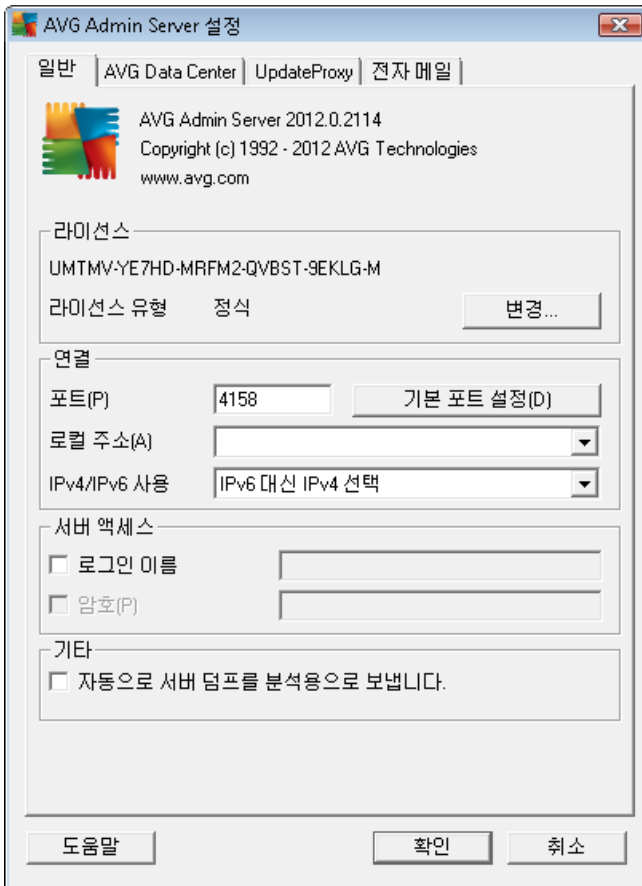 AVG Admin Server 설정
일반 AVG Data Center UpdateProxy 전자 메일
AVG Admin Server 2012.0.2114
Copyright (c) 1992 - 2012 AVG Technologies
www.avg.com
라이선스
UMTMV-YE7HD-MRFM2-QVBST-9EKLG-M
라이선스 유형 정식 변경...
연결
포트(P) 4158 기본 포트 설정(D)
로컬 주소(A)
IPv4/IPv6 사용 IPv6 대신 IPv4 선택
서버 액세스
로그인 이름
암호(P)
기타
자동으로 서버 덤프를 분석용으로 보냅니다.
도움말 확인 취소